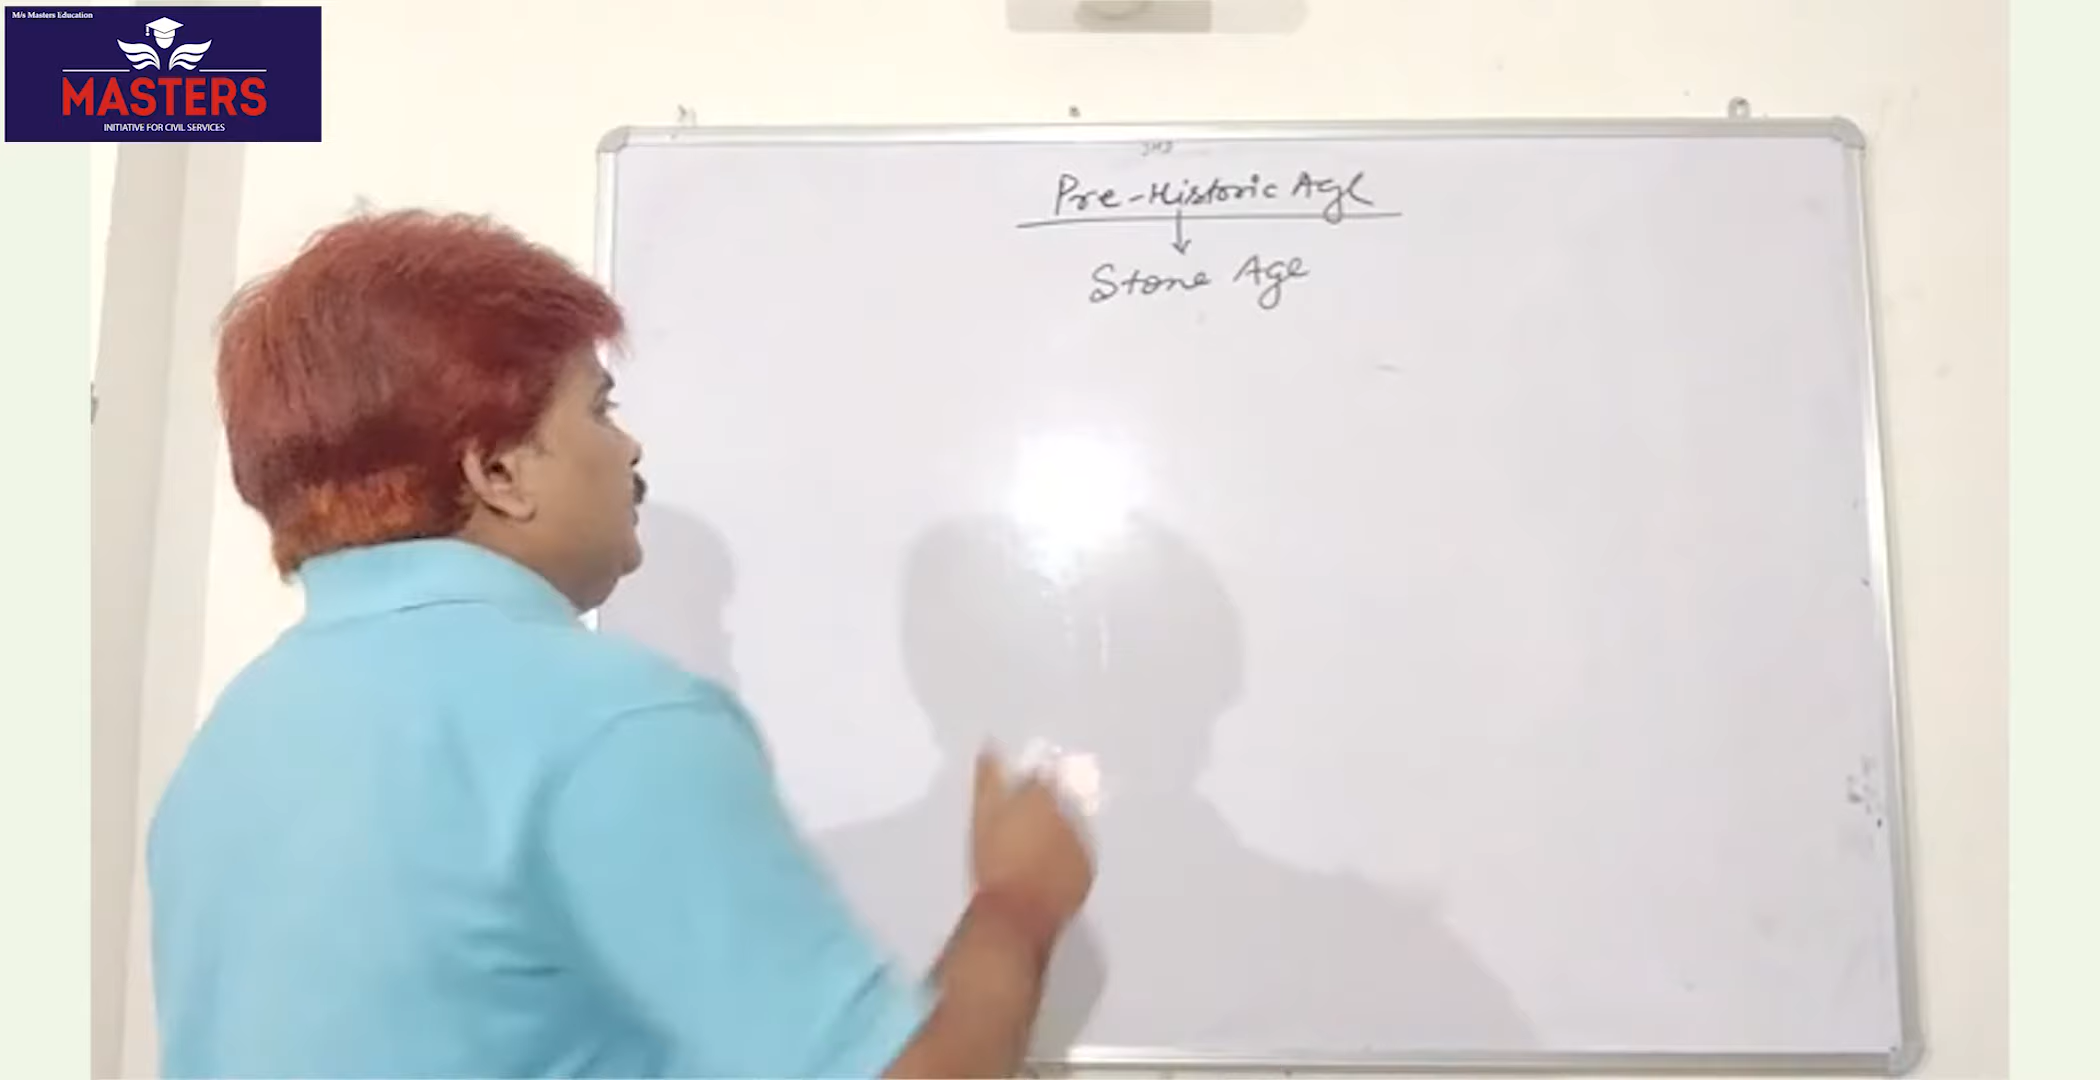 M/s Masters Education
MASTERS
INITIATIVE FOR CIVIL SERVICES
Pre-Historic Age
Stone Age